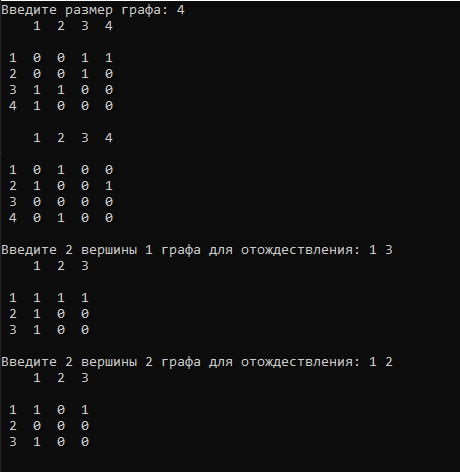 Введите размер графа: 4
1 2 3 4
1 0 0 1 1
2 0 0 1 0
3 1 1 0 0
4 1 0 0 0
1 2 3 4
1 0 1 0 0
2 1 0 0 1
3 0 0 0 0
4 0 1 0 0
Введите 2 вершины 1 графа для отождествления: 1 3
1 2 3
1 1 1 1
2 1 0 0
3 1 0 0
Введите 2 вершины 2 графа для отождествления: 1 2
1 2 3
1 1 0 1
2 0 0 0
3 1 0 0